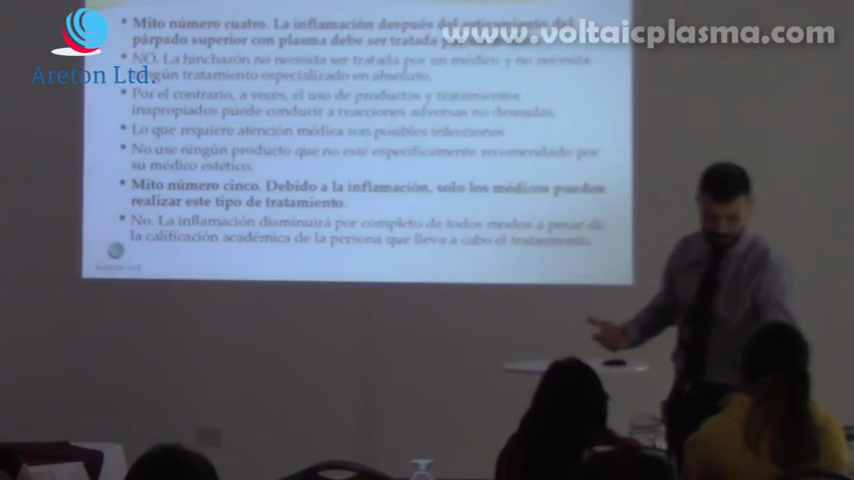 www.voltaicplasma.com
Areton Ltd.
• Mito número cuatro. La inflamación después del estiramiento del
párpado superior con plasma debe ser tratada
• NO. La hinchazón no necesita ser tratada por un médico y no necesita
ningún tratamiento especializado en absoluto.
• Por el contrario, a veces, el uso de productos y tratamientos
inapropiados puede conducir a reacciones adversas no deseadas.
• Lo que requiere atención médica son posibles infecciones
• No use ningún producto que no esté específicamente recomendado por
su médico estético.
• Mito número cinco. Debido a la inflamación, solo los médicos pueden
realizar este tipo de tratamiento.
• No. La inflamación disminuirá por completo de todos modos a pesar de
la calificación académica de la persona que lleva a cabo el tratamiento.
Areton Ltd